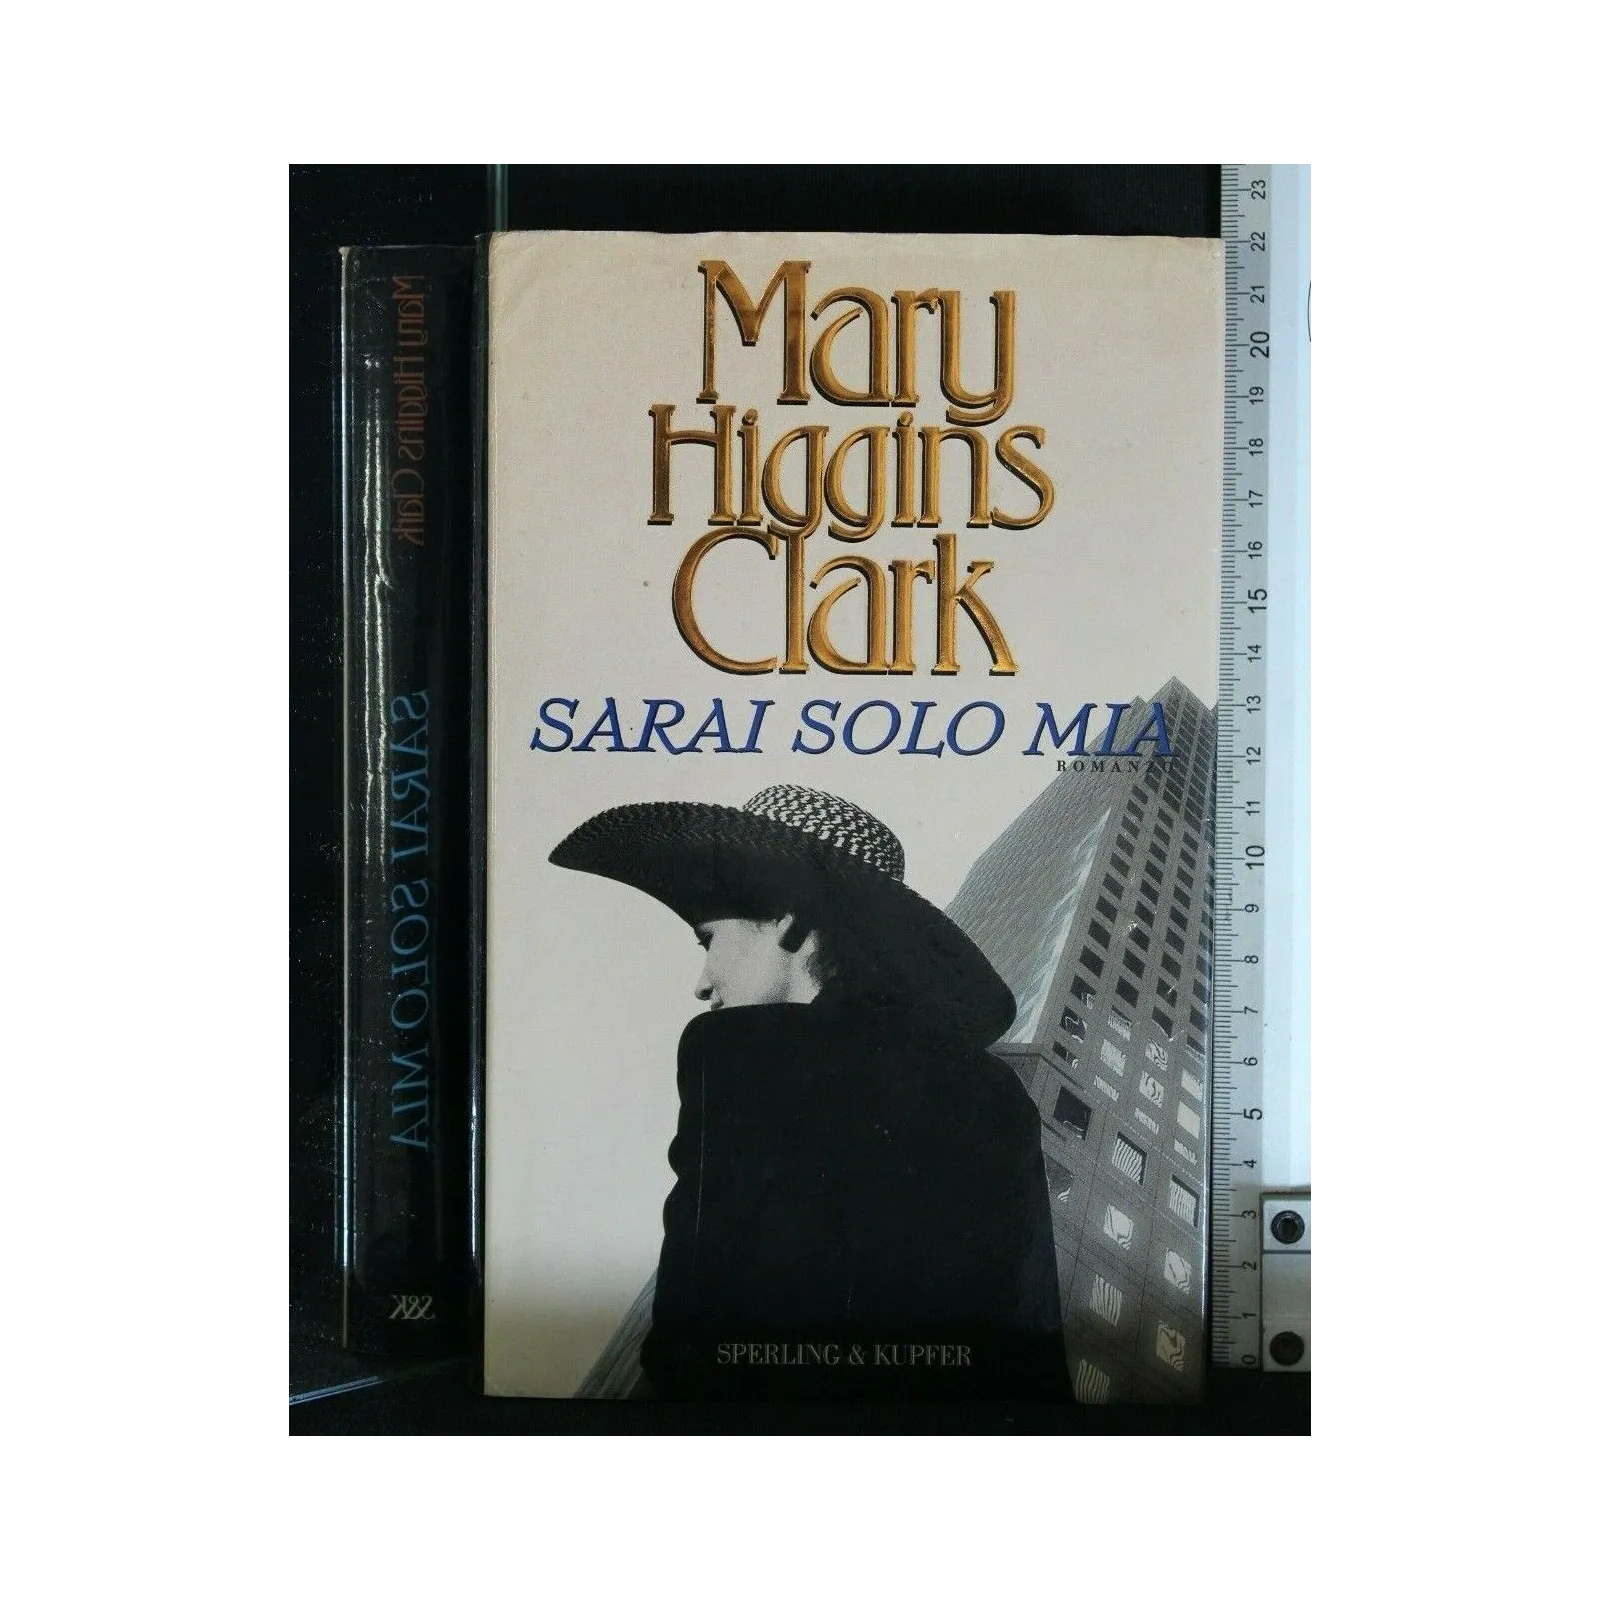 Mary
Higgins
Clark
SARAI SOLO MIA
ROMANZO
SPERLING & KUPFER
Mary Higgins Clark
SARAI SOLO MIA
S&K
23
22
21
20
19
18
17
16
15
14
13
12
11
10
9
8
7
6
5
4
3
2
1
0